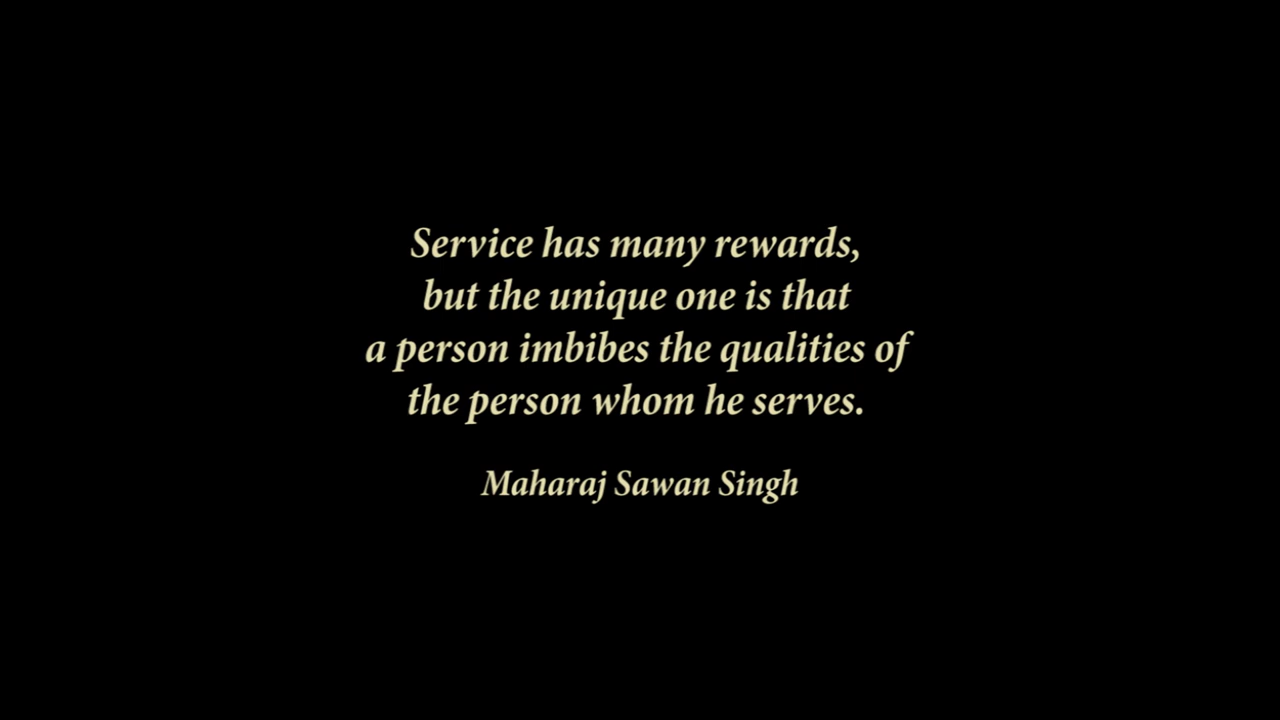 Service has many rewards,
but the unique one is that
a person imbibes the qualities of
the person whom he serves.
Maharaj Sawan Singh